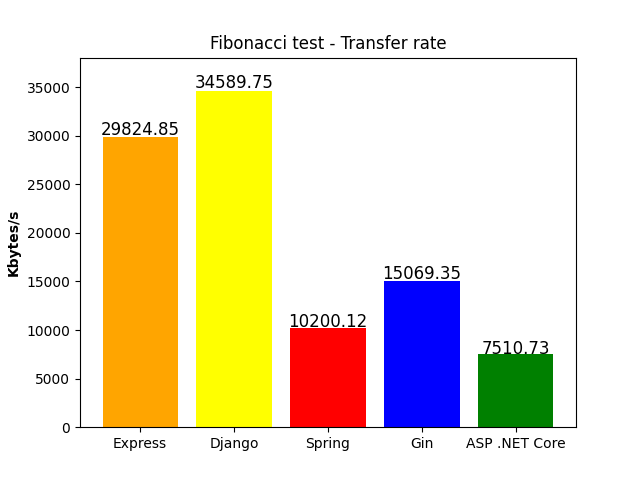 Fibonacci test - Transfer rate
Kbytes/s
35000
30000
25000
20000
15000
10000
5000
0
29824.85
34589.75
10200.12
15069.35
7510.73
Express
Django
Spring
Gin
ASP .NET Core